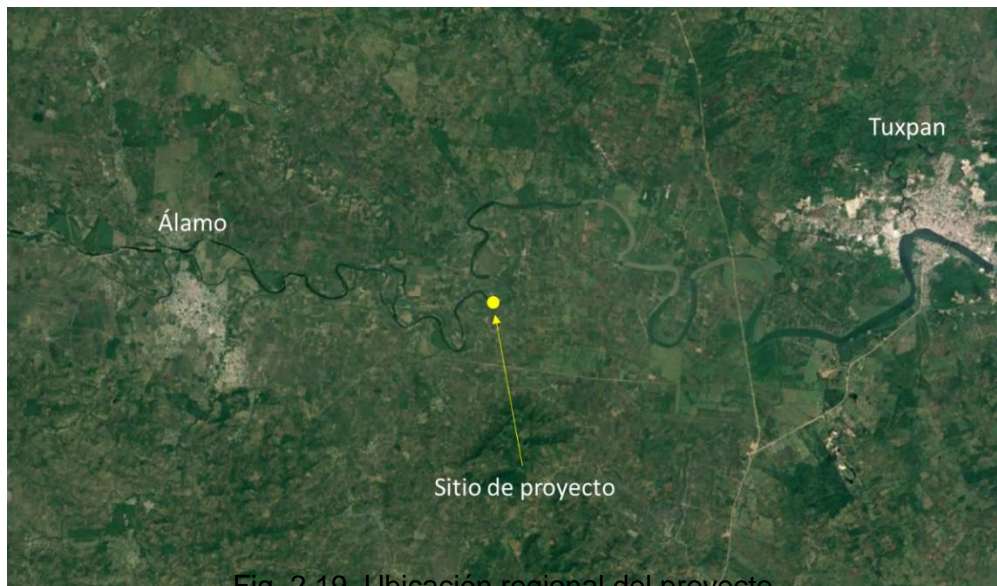 Tuxpan
Álamo
Sitio de proyecto
Fig. 2.19. Ubicación regional del proyecto